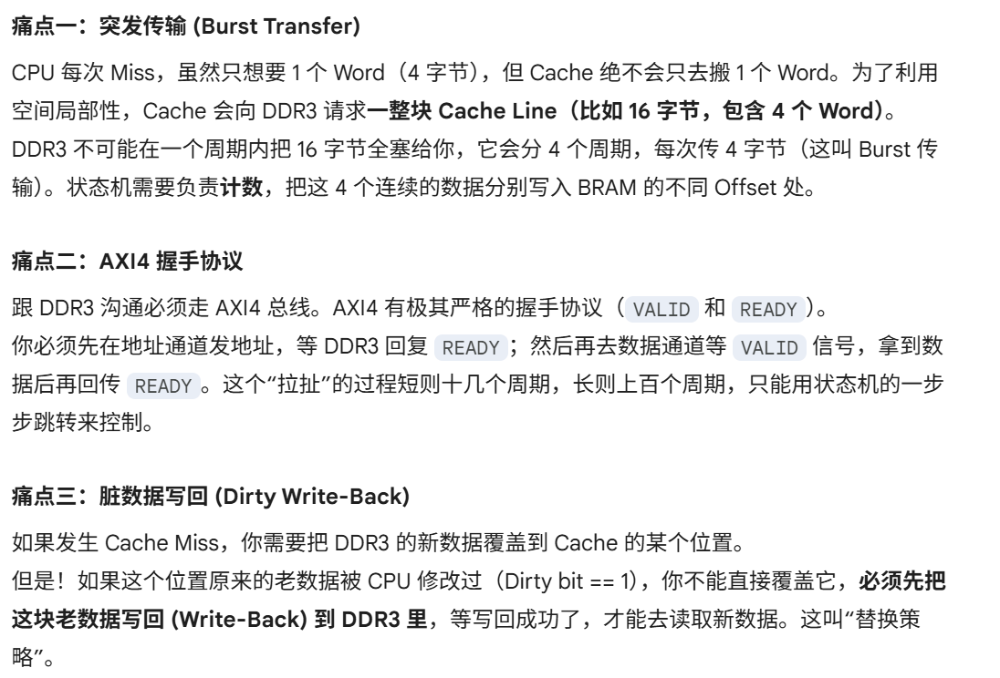 痛点一：突发传输 (Burst Transfer)
CPU 每次 Miss，虽然只想要 1 个 Word（4 字节），但 Cache 绝不会只去搬 1 个 Word。为了利用
空间局部性，Cache 会向 DDR3 请求一整块 Cache Line（比如 16 字节，包含 4 个 Word）。
DDR3 不可能在一个周期内把 16 字节全塞给你，它会分 4 个周期，每次传 4 字节（这叫 Burst 传
输）。状态机需要负责计数，把这 4 个连续的数据分别写入 BRAM 的不同 Offset 处。
痛点二：AXI4 握手协议
跟 DDR3 沟通必须走 AXI4 总线。AXI4 有极其严格的握手协议（ VALID 和 READY ）。
你必须先在地址通道发地址，等 DDR3 回复 READY ；然后再去数据通道等 VALID 信号，拿到数
据后再回传 READY 。这个“拉扯”的过程短则十几个周期，长则上百个周期，只能用状态机的一步
步跳转来控制。
痛点三：脏数据写回 (Dirty Write-Back)
如果发生 Cache Miss，你需要把 DDR3 的新数据覆盖到 Cache 的某个位置。
但是！如果这个位置原来的老数据被 CPU 修改过（Dirty bit == 1），你不能直接覆盖它，必须先把
这块老数据写回 (Write-Back) 到 DDR3 里，等写回成功了，才能去读取新数据。这叫“替换策
略”。